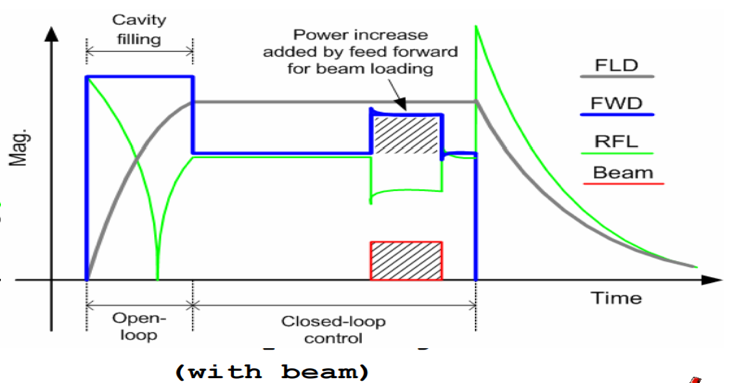 Cavity
filling
Power increase
added by feed forward
for beam loading
FLD
FWD
RFL
Beam
Mag.
Time
Open-
loop
Closed-loop
control
(with beam)